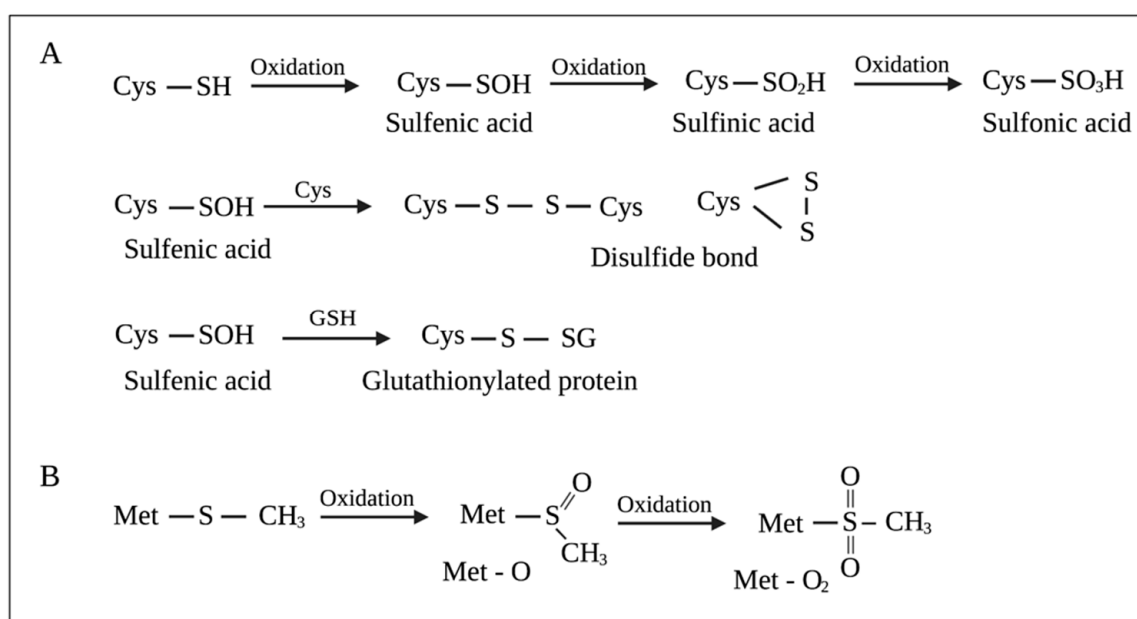 A
Oxidation Oxidation Oxidation
Cys — SH Cys — SOH Cys — SO₂H Cys — SO₃H
Sulfenic acid Sulfinic acid Sulfonic acid
Cys — SOH Cys Cys — S — S — Cys Cys S S
Sulfenic acid Disulfide bond
GSH
Cys — SOH Cys — S — SG
Sulfenic acid Glutathionylated protein
B
Met — S — CH₃ Oxidation Met — S O CH₃ Oxidation Met — S – CH₃ O O
Met - O Met - O₂